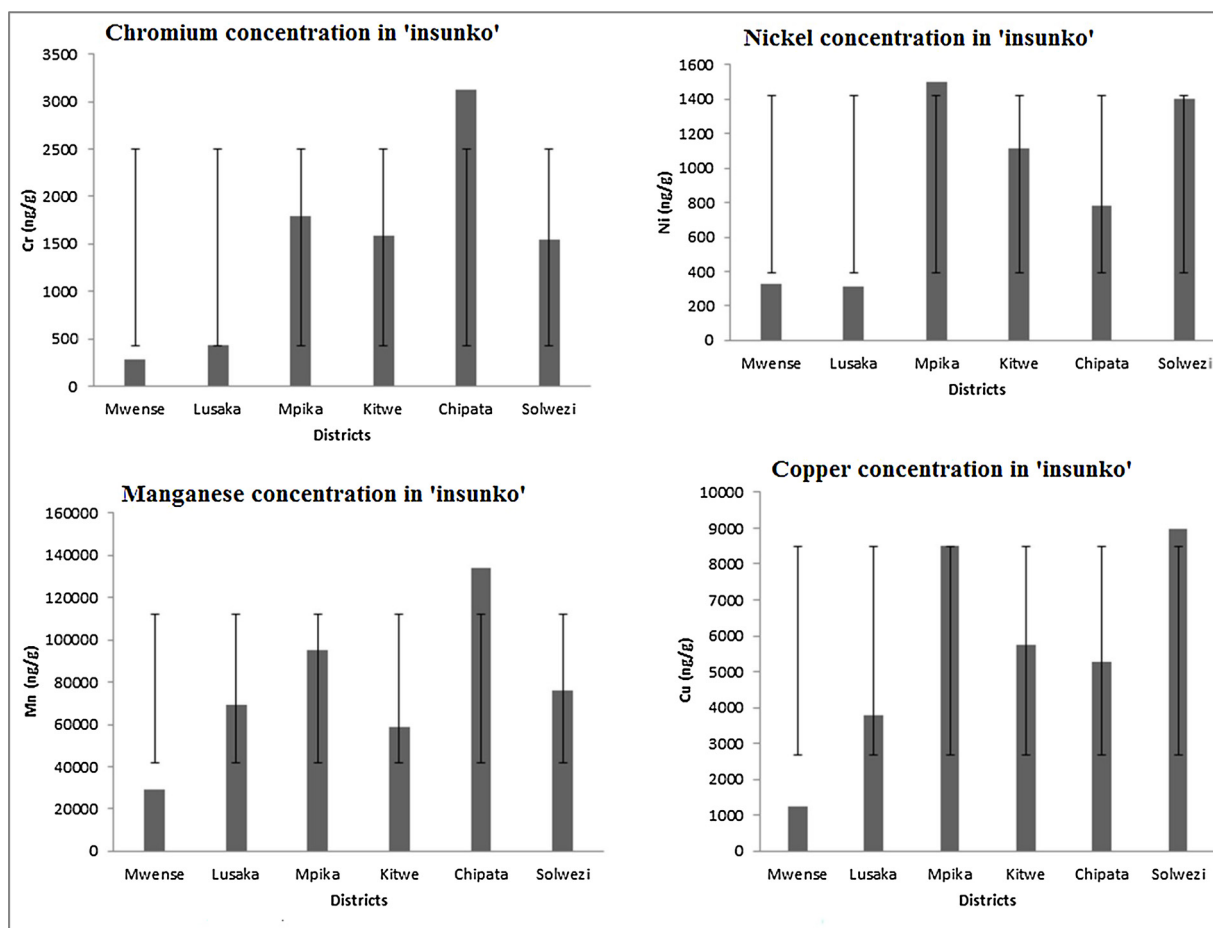 Chromium concentration in 'insunko'
3500
3000
2500
2000
1500
1000
500
0
Cr (ng/g)
Mwense Lusaka Mpika Kitwe Chipata Solwezi
Districts
Nickel concentration in 'insunko'
1600
1400
1200
1000
800
600
400
200
0
Ni (ng/g)
Mwense Lusaka Mpika Kitwe Chipata Solwezi
Districts
Manganese concentration in 'insunko'
160000
140000
120000
100000
80000
60000
40000
20000
0
Mn (ng/g)
Mwense Lusaka Mpika Kitwe Chipata Solwezi
Districts
Copper concentration in 'insunko'
10000
9000
8000
7000
6000
5000
4000
3000
2000
1000
0
Cu (ng/g)
Mwense Lusaka Mpika Kitwe Chipata Solwezi
Districts